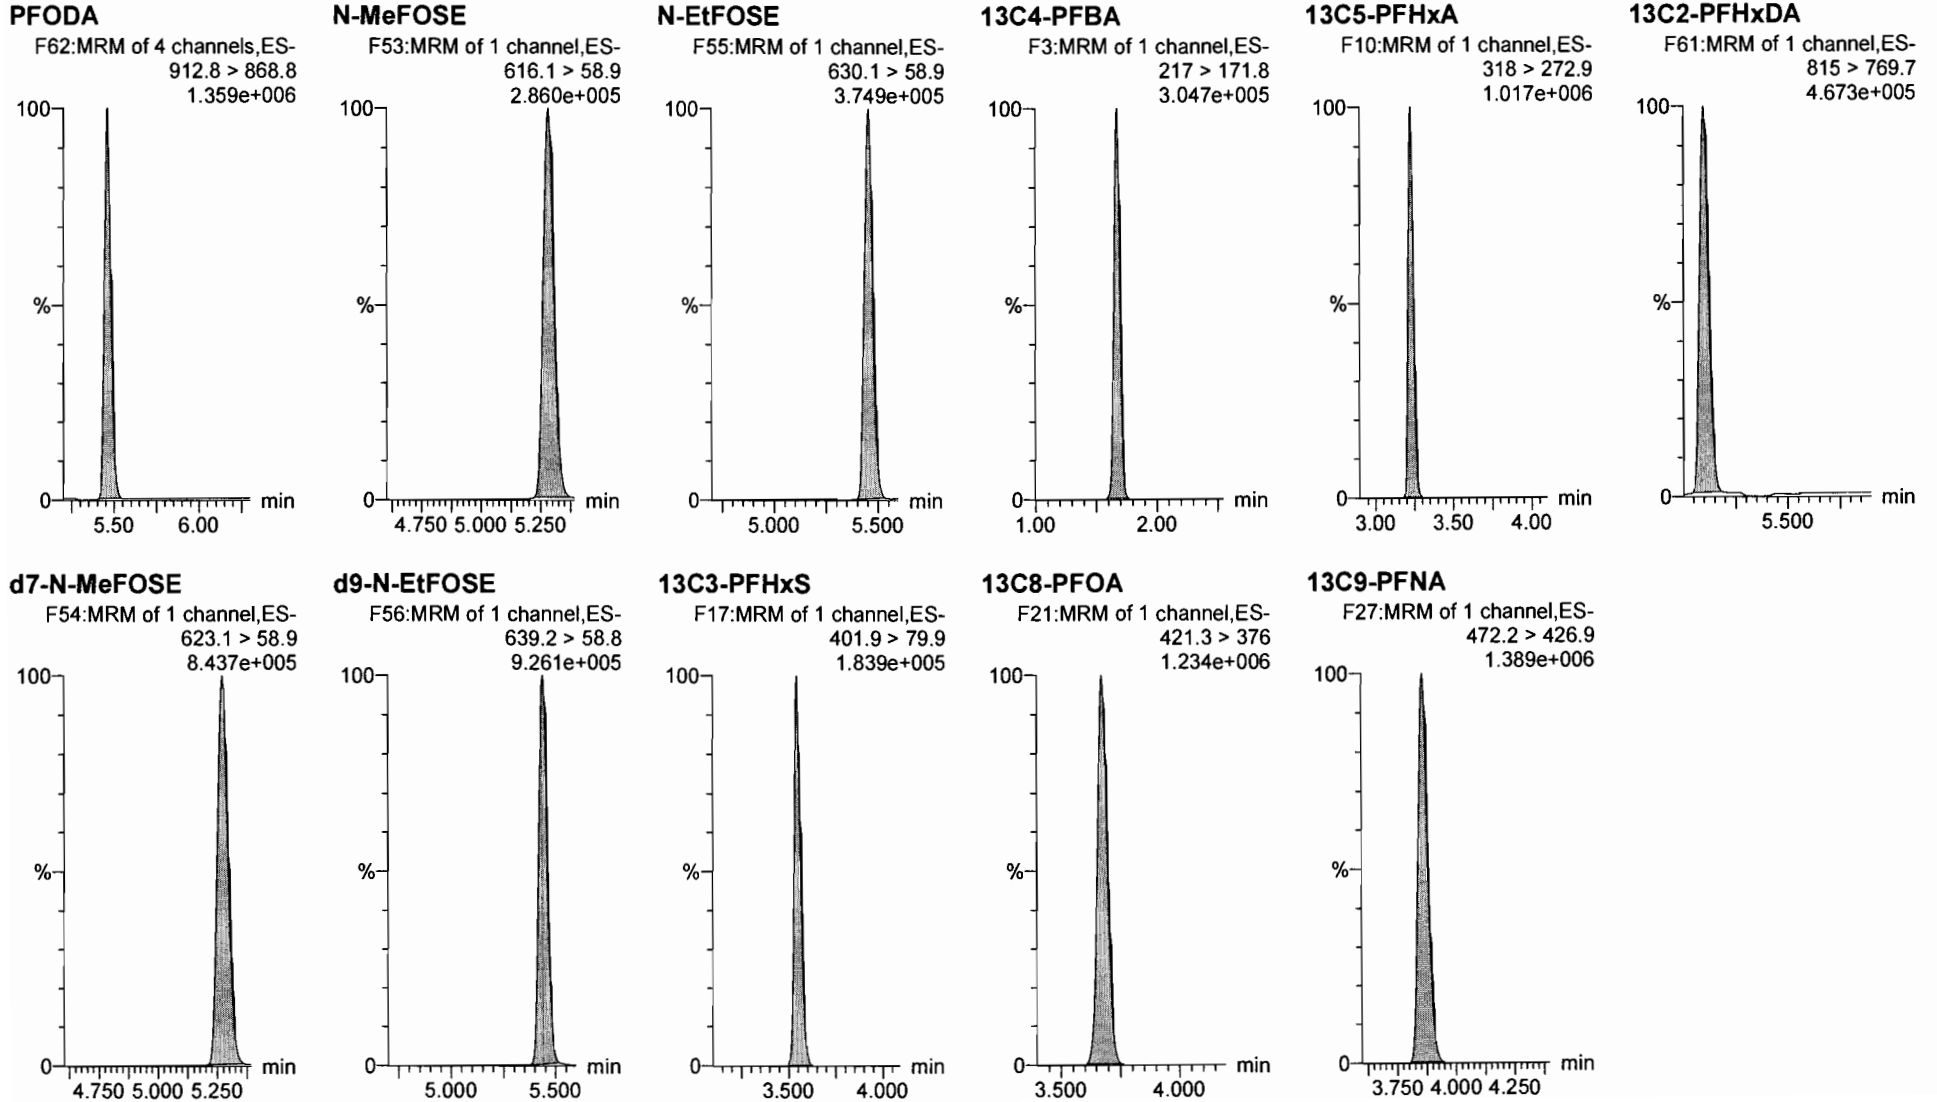 PFODA
F62:MRM of 4 channels,ES-
912.8 > 868.8
1.359e+006
100
%
0
min
5.50 6.00
N-MeFOSE
F53:MRM of 1 channel,ES-
616.1 > 58.9
2.860e+005
100
%
0
min
4.750 5.000 5.250
N-EtFOSE
F55:MRM of 1 channel,ES-
630.1 > 58.9
3.749e+005
100
%
0
min
5.000 5.500
13C4-PFBA
F3:MRM of 1 channel,ES-
217 > 171.8
3.047e+005
100
%
0
min
1.00 2.00
13C5-PFHxA
F10:MRM of 1 channel,ES-
318 > 272.9
1.017e+006
100
%
0
min
3.00 3.50 4.00
13C2-PFHxDA
F61:MRM of 1 channel,ES-
815 > 769.7
4.673e+005
100
%
0
min
5.500
d7-N-MeFOSE
F54:MRM of 1 channel,ES-
623.1 > 58.9
8.437e+005
100
%
0
min
4.750 5.000 5.250
d9-N-EtFOSE
F56:MRM of 1 channel,ES-
639.2 > 58.8
9.261e+005
100
%
0
min
5.000 5.500
13C3-PFHxS
F17:MRM of 1 channel,ES-
401.9 > 79.9
1.839e+005
100
%
0
min
3.500 4.000
13C8-PFOA
F21:MRM of 1 channel,ES-
421.3 > 376
1.234e+006
100
%
0
min
3.500 4.000
13C9-PFNA
F27:MRM of 1 channel,ES-
472.2 > 426.9
1.389e+006
100
%
0
min
3.750 4.000 4.250